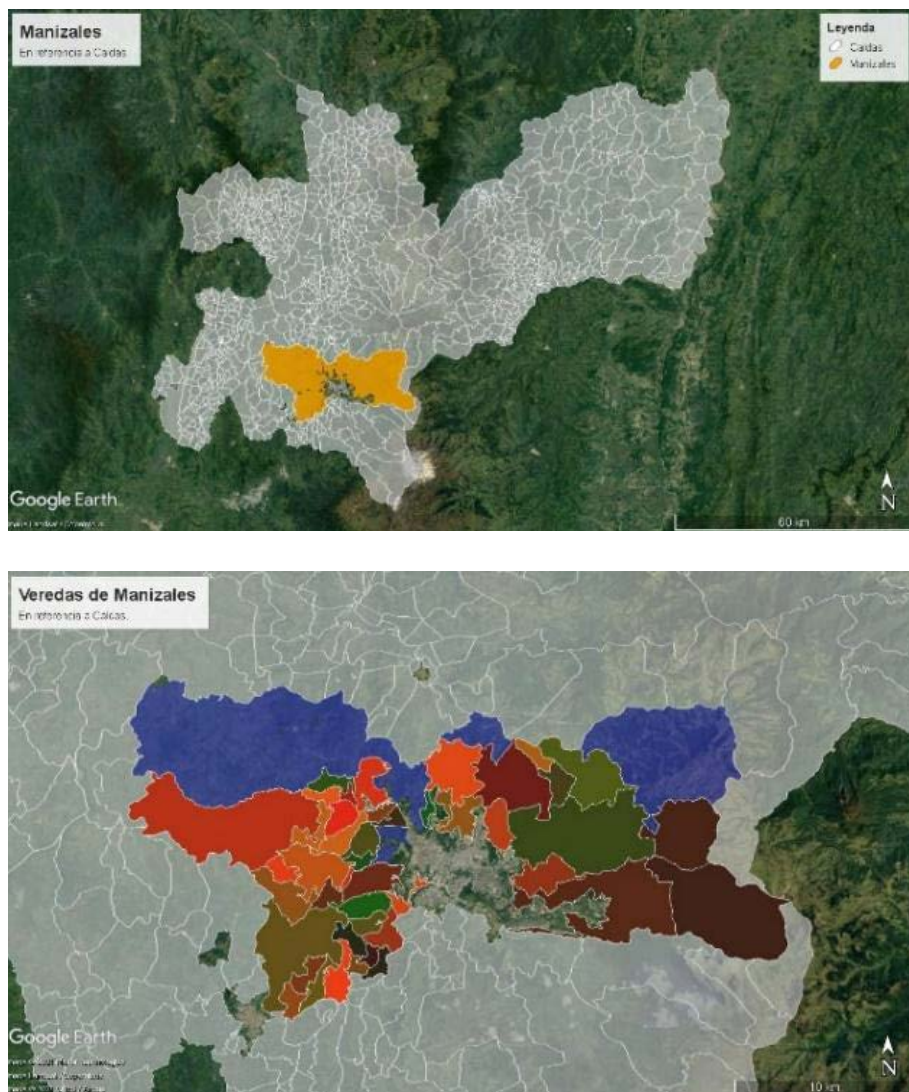 Manizales
En referencia a Caldas.
Leyenda
Caldas
Manizales
Google Earth
N
60 km
Veredas de Manizales
En referencia a Caldas.
Google Earth
N
10 km